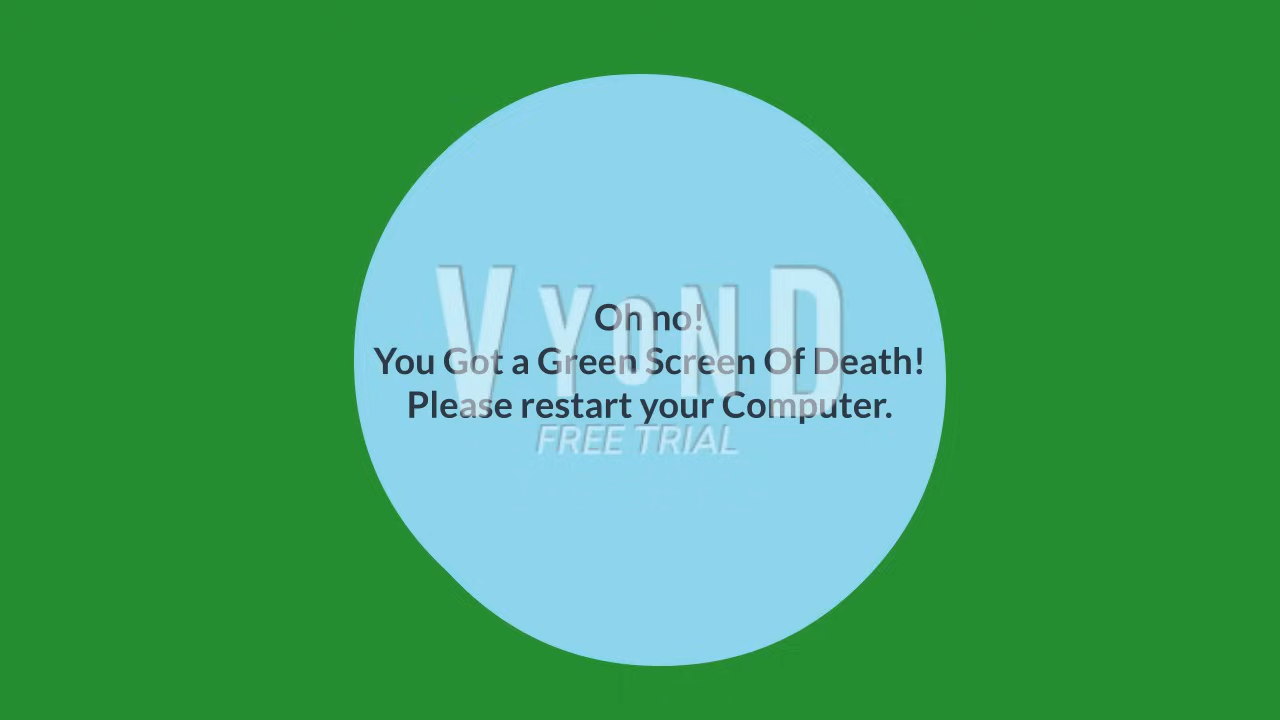 Oh no!
You Got a Green Screen Of Death!
Please restart your Computer.
VYOND
FREE TRIAL